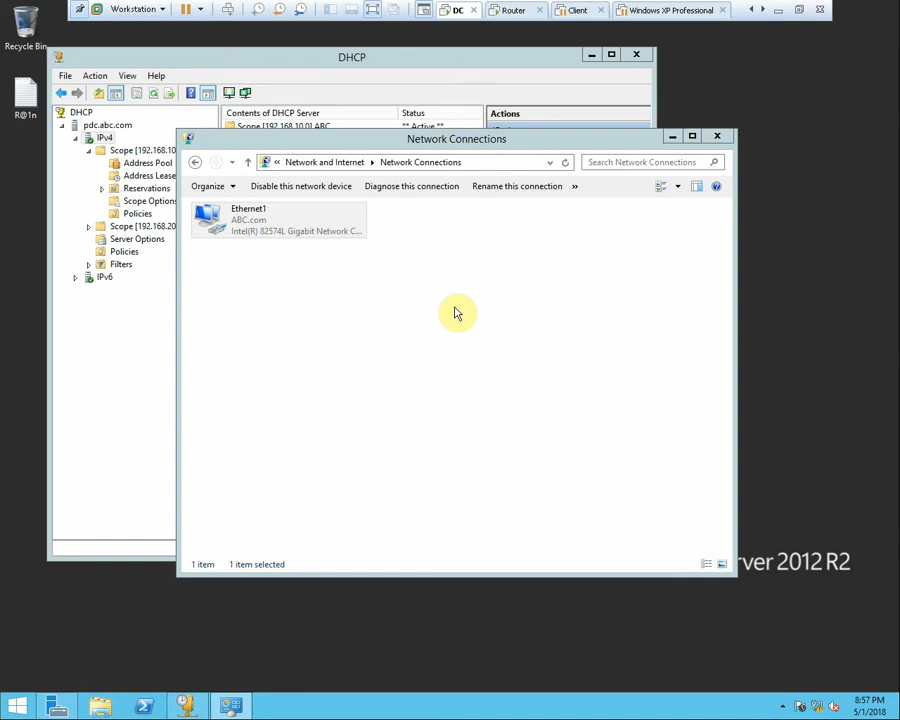 Workstation
DC
Router
Client
Windows XP Professional
Recycle Bin
R@1n
DHCP
File Action View Help
DHCP
pdc.abc.com
IPv4
Scope [192.168.10
Address Pool
Address Lease
Reservations
Scope Options
Policies
Scope [192.168.20
Server Options
Policies
Filters
IPv6
Contents of DHCP Server Status
Scope [192.168.10.0] ABC ** Active **
Actions
Network Connections
« Network and Internet Network Connections
Search Network Connections
Organize Disable this network device Diagnose this connection Rename this connection »
Ethernet1
ABC.com
Intel(R) 82574L Gigabit Network C...
1 item 1 item selected
rver 2012 R2
8:57 PM
5/1/2018